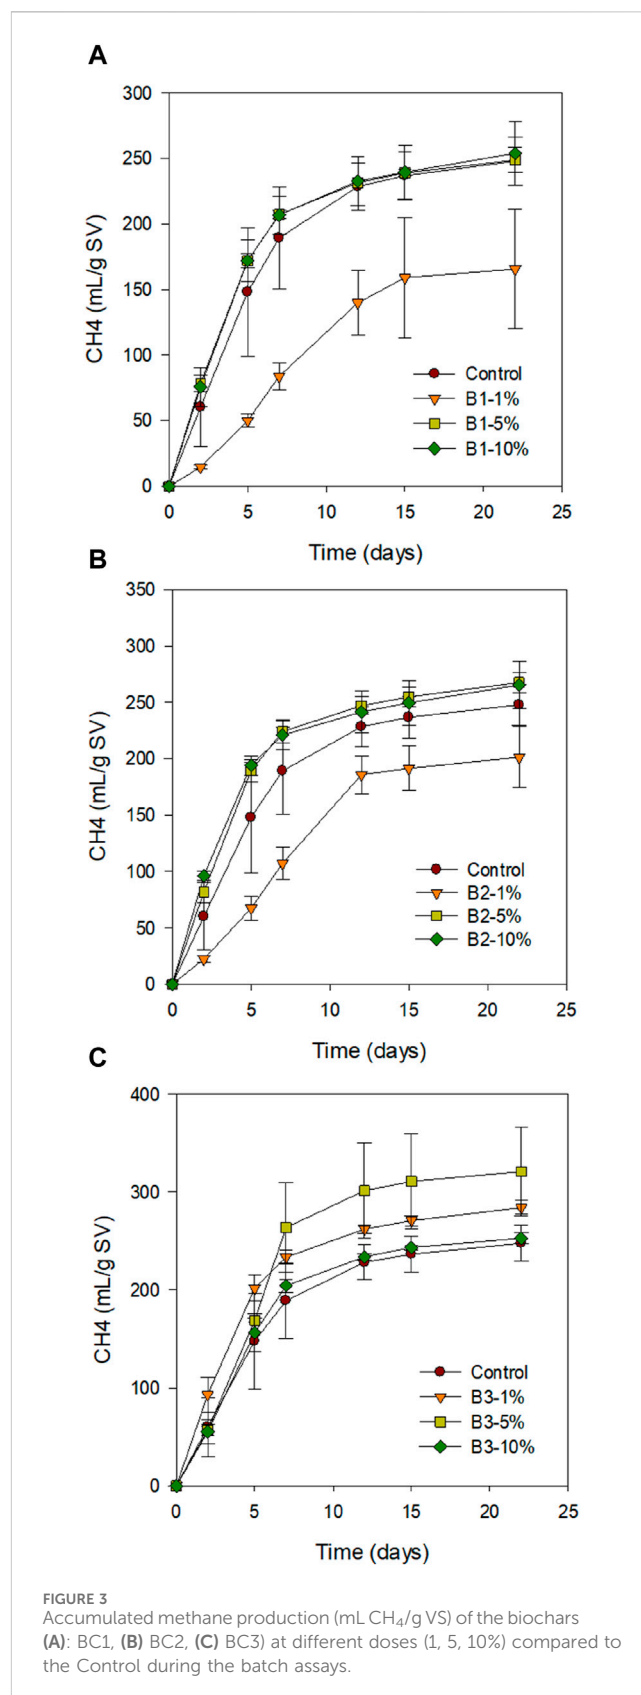 A
300
250
200
150
100
50
0
CH4 (mL/g SV)
Control
B1-1%
B1-5%
B1-10%
0 5 10 15 20 25
Time (days)
B
350
300
250
200
150
100
50
0
CH4 (mL/g SV)
Control
B2-1%
B2-5%
B2-10%
0 5 10 15 20 25
Time (days)
C
400
300
200
100
0
CH4 (mL/g SV)
Control
B3-1%
B3-5%
B3-10%
0 5 10 15 20 25
Time (days)
FIGURE 3
Accumulated methane production (mL CH₄/g VS) of the biochars
(A): BC1, (B) BC2, (C) BC3) at different doses (1, 5, 10%) compared to
the Control during the batch assays.